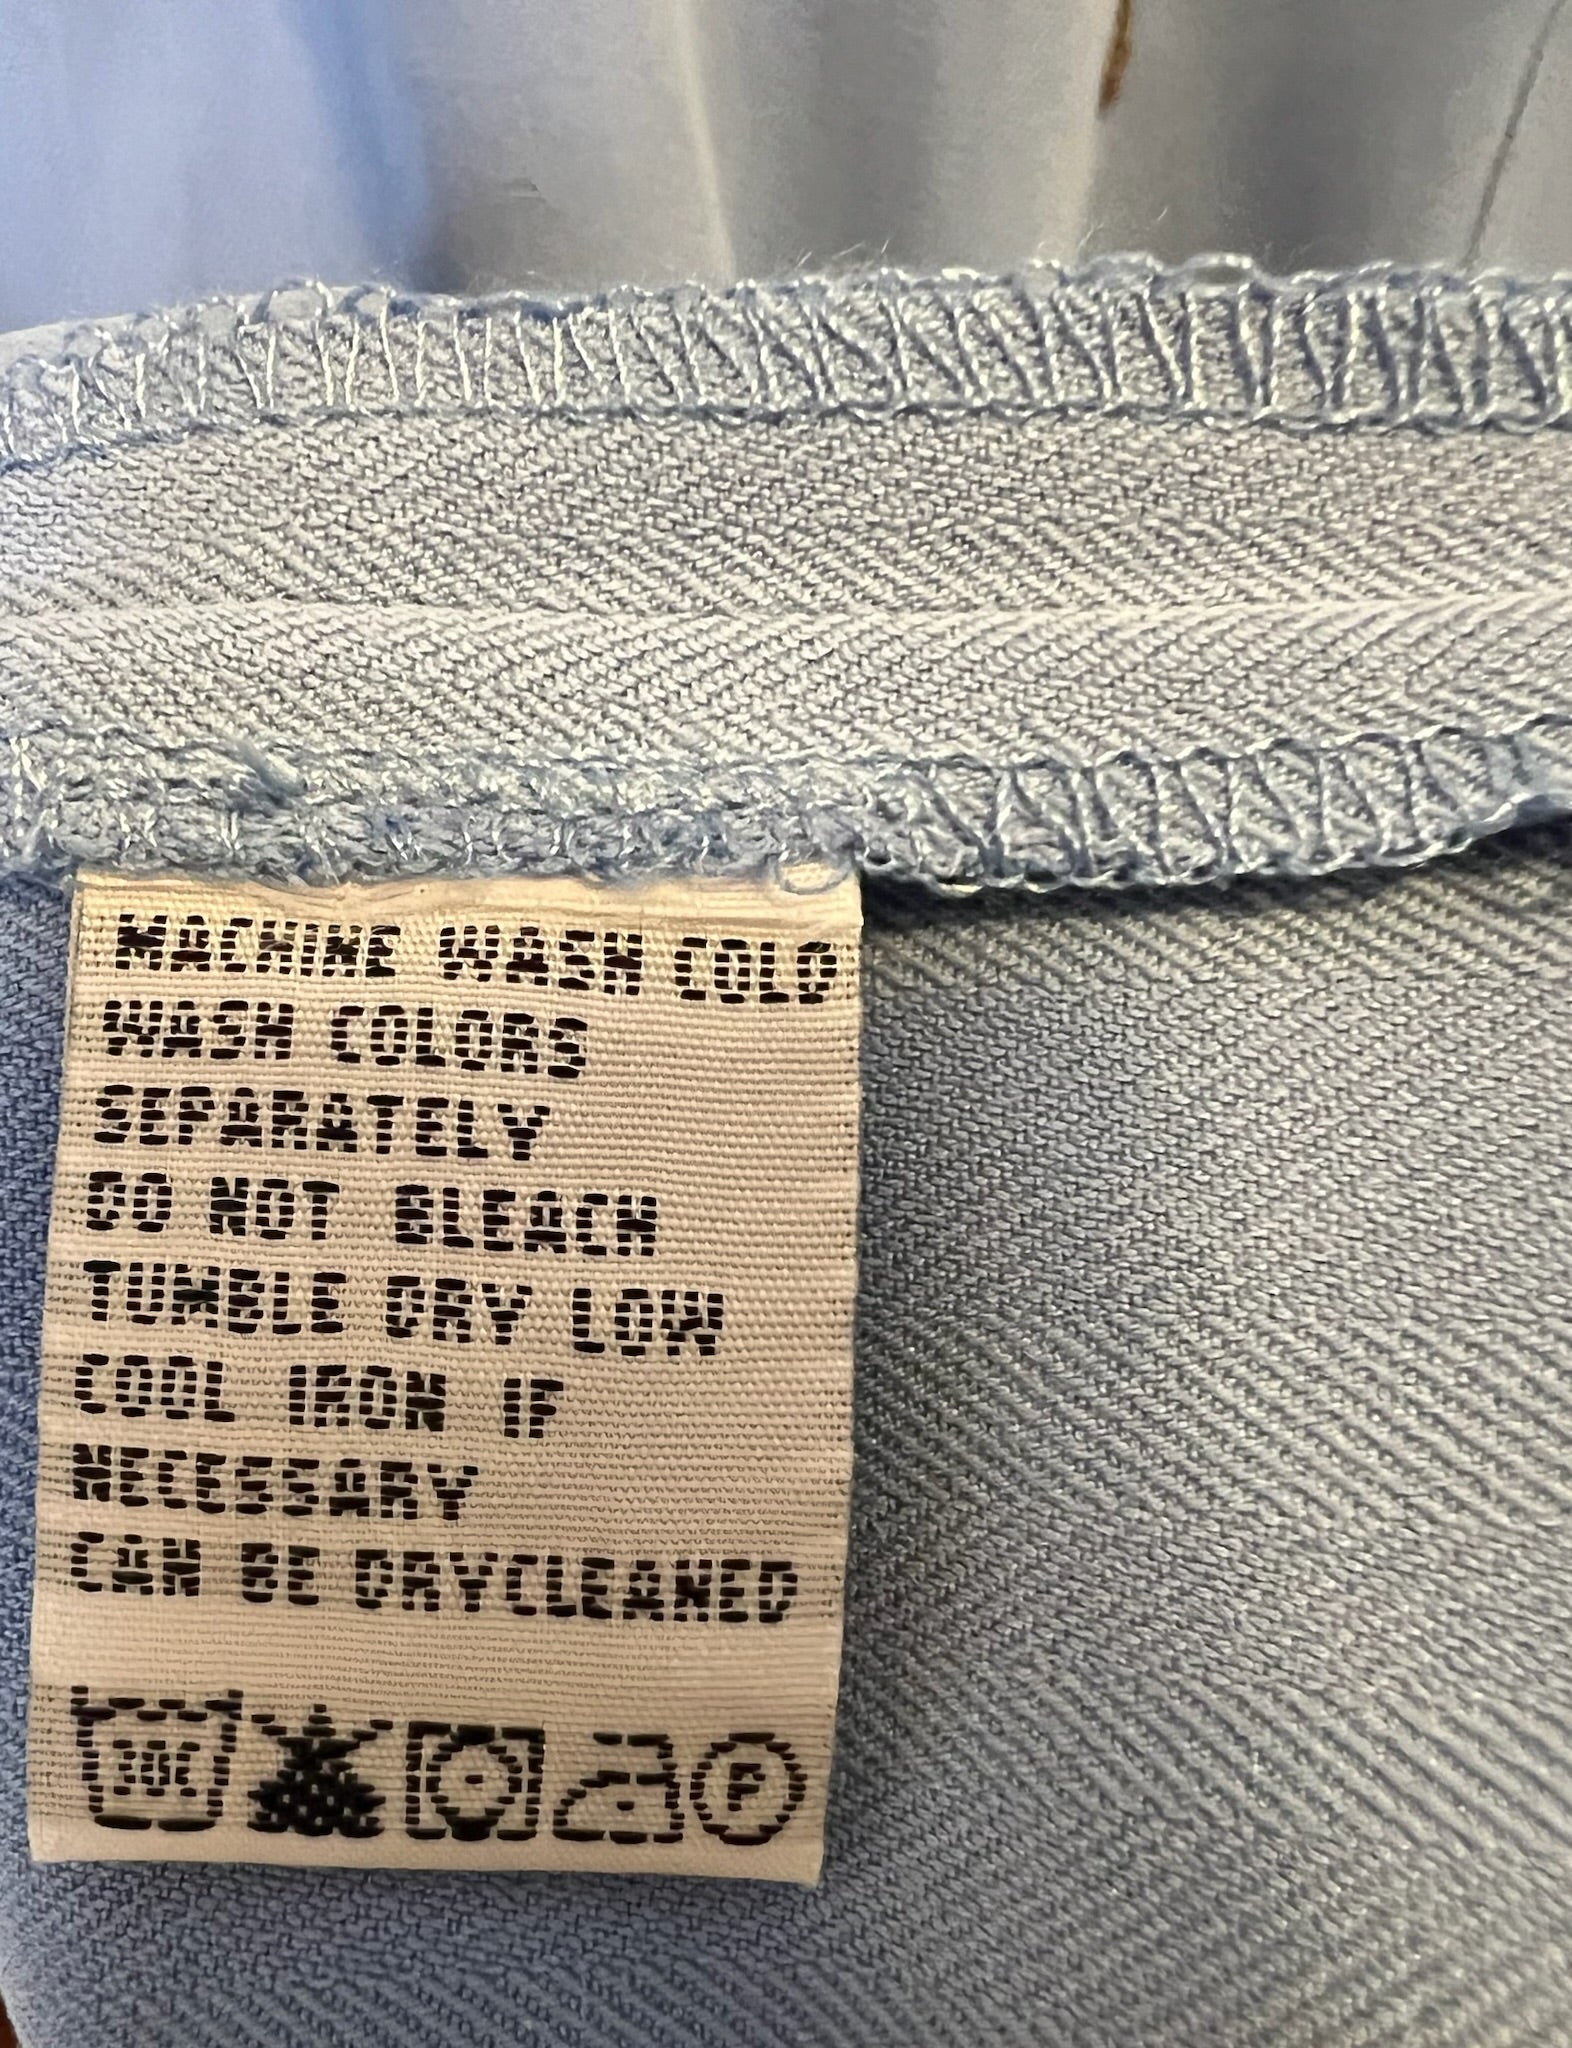 MACHINE WASH COLD
WASH COLORS
SEPARATELY
DO NOT BLEACH
TUMBLE DRY LOW
COOL IRON IF
NECESSARY
CAN BE DRYCLEANED
30C F